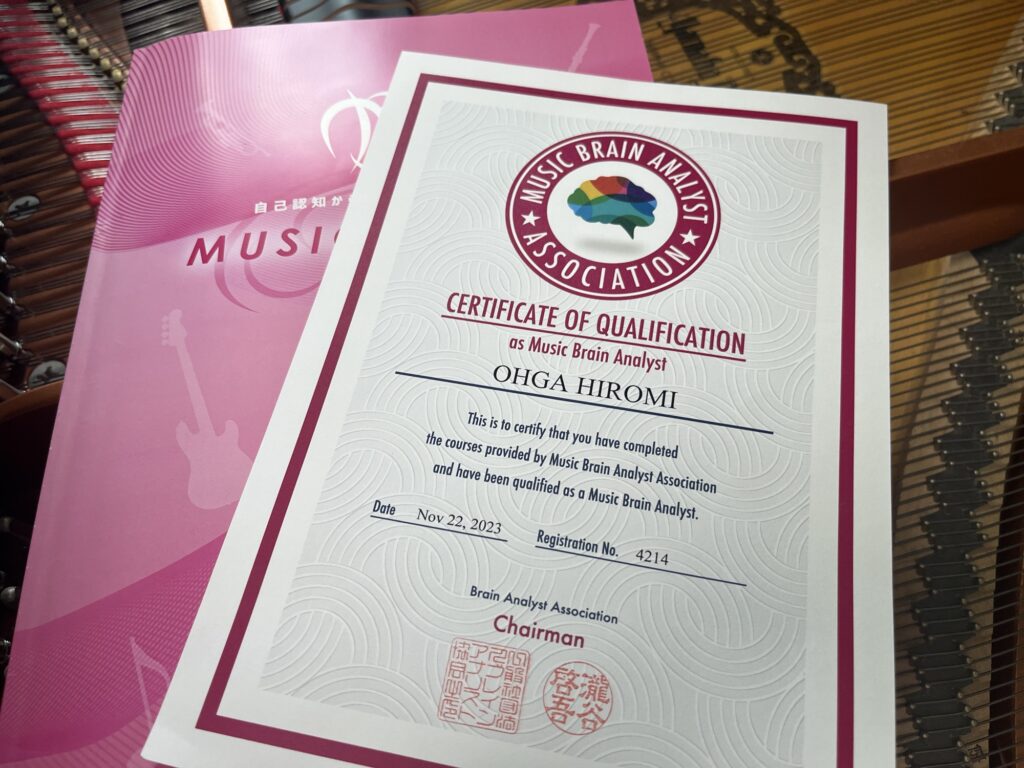 自己認知か
MUSIC
MUSIC BRAIN ANALYST
ASSOCIATION
CERTIFICATE OF QUALIFICATION
as Music Brain Analyst
OHGA HIROMI
This is to certify that you have completed
the courses provided by Music Brain Analyst Association
and have been qualified as a Music Brain Analyst.
Date Nov 22, 2023 Registration No. 4214
Brain Analyst Association
Chairman
瀧谷
啓吾